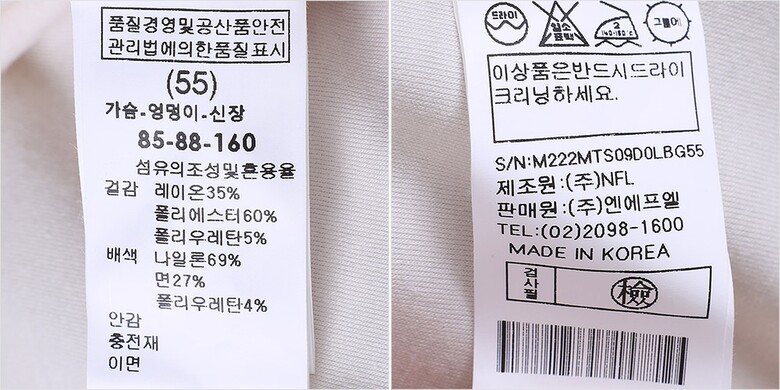 품질경영및공산품안전
관리법에의한품질표시
(55)
가슴-엉덩이-신장
85-88-160
섬유의조성및혼용율
겉감 레이온35%
폴리에스터60%
폴리우레탄5%
배색 나일론69%
면27%
폴리우레탄4%
안감
충전재
이면
드라이
염소
표백
2
140~160℃
그늘에
이상품은반드시드라이
크리닝하세요.
S/N:M222MTS09D0LBG55
제조원:(주)NFL
판매원:(주)엔에프엘
TEL:(02)2098-1600
MADE IN KOREA
검사필 檢